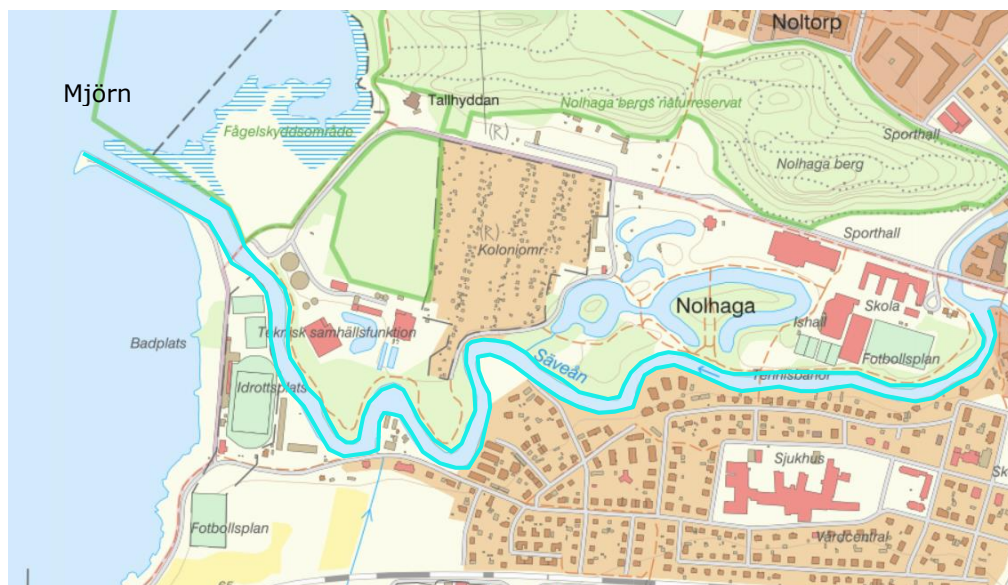 Noltorp
Mjörn
Tallhyddan
Nolhaga bergs naturreservat
Fågelskyddsområde
(R)
Sporthall
Nolhaga berg
(R)
Koloniomr.
Sporthall
Nolhaga
Skola
Ishall
Teknisk samhällsfunktion
Badplats
Säveån
Fotbollsplan
Tennisbanor
Idrottsplats
Sjukhus
Fotbollsplan
Vårdcentral